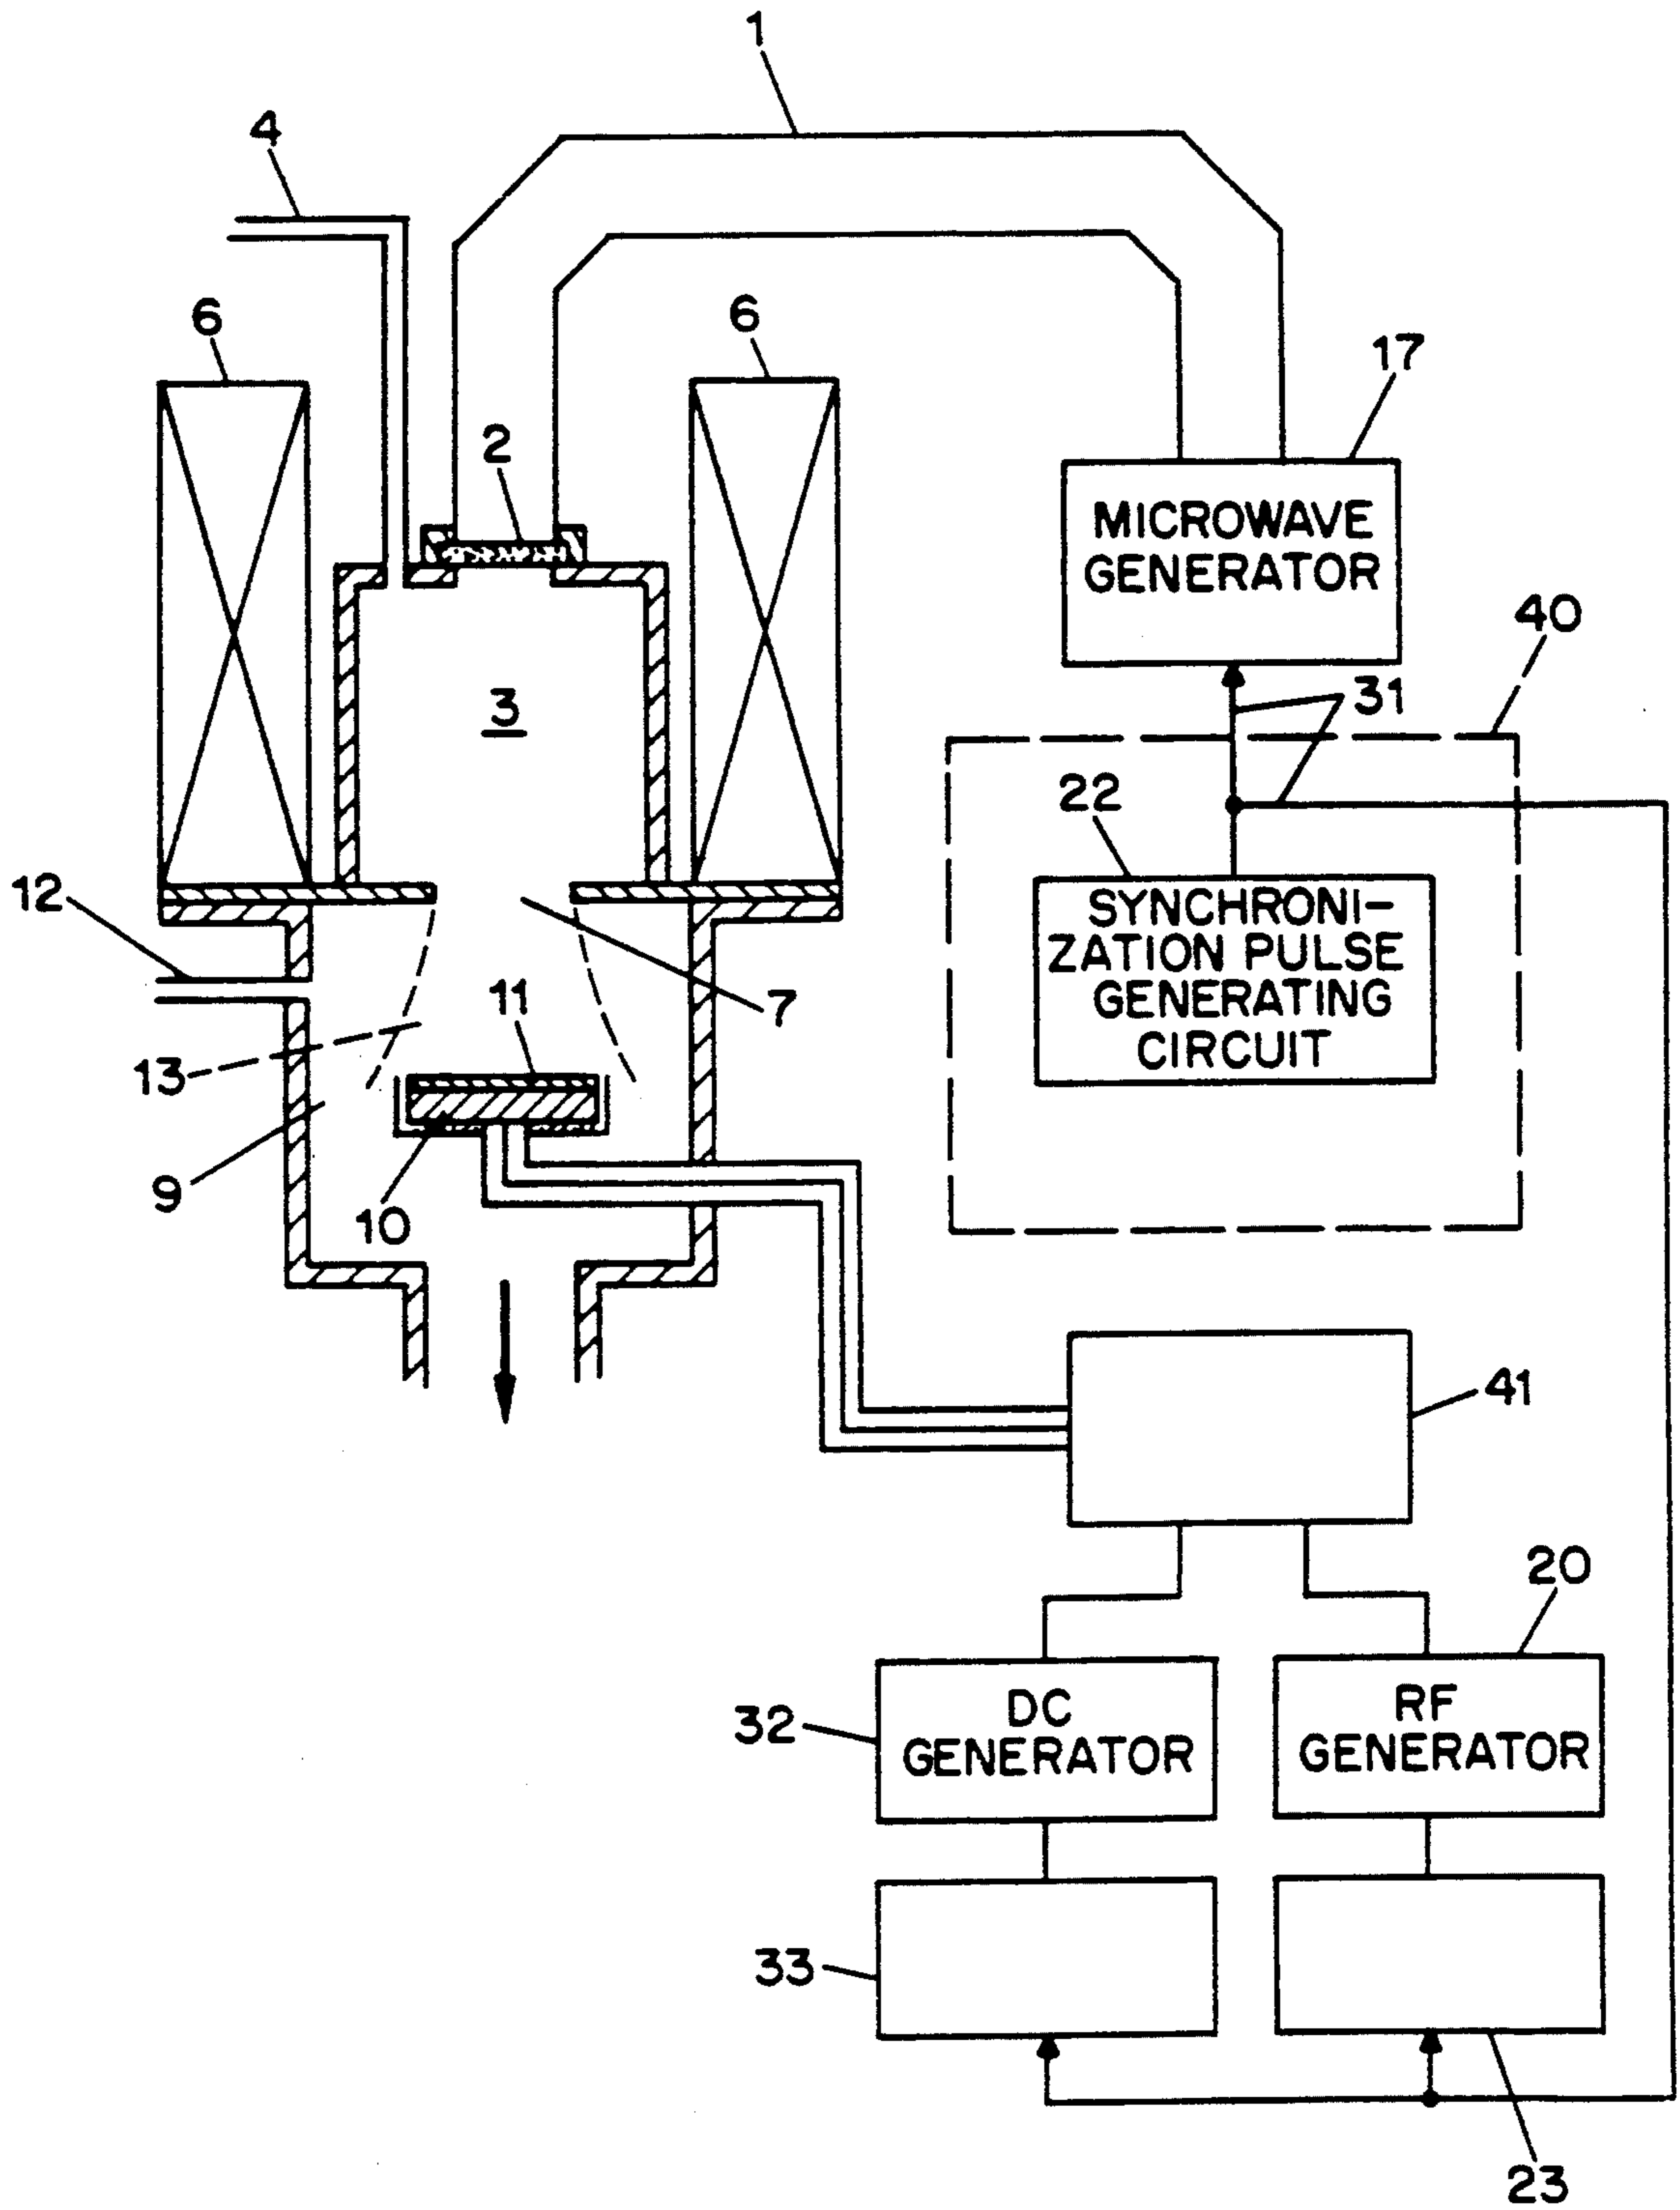 1
4
6
6
17
2
MICROWAVE
GENERATOR
40
31
3
22
12
SYNCHRONI-
ZATION PULSE
GENERATING
CIRCUIT
7
11
13
9
10
41
20
32
DC
GENERATOR
RF
GENERATOR
33
23